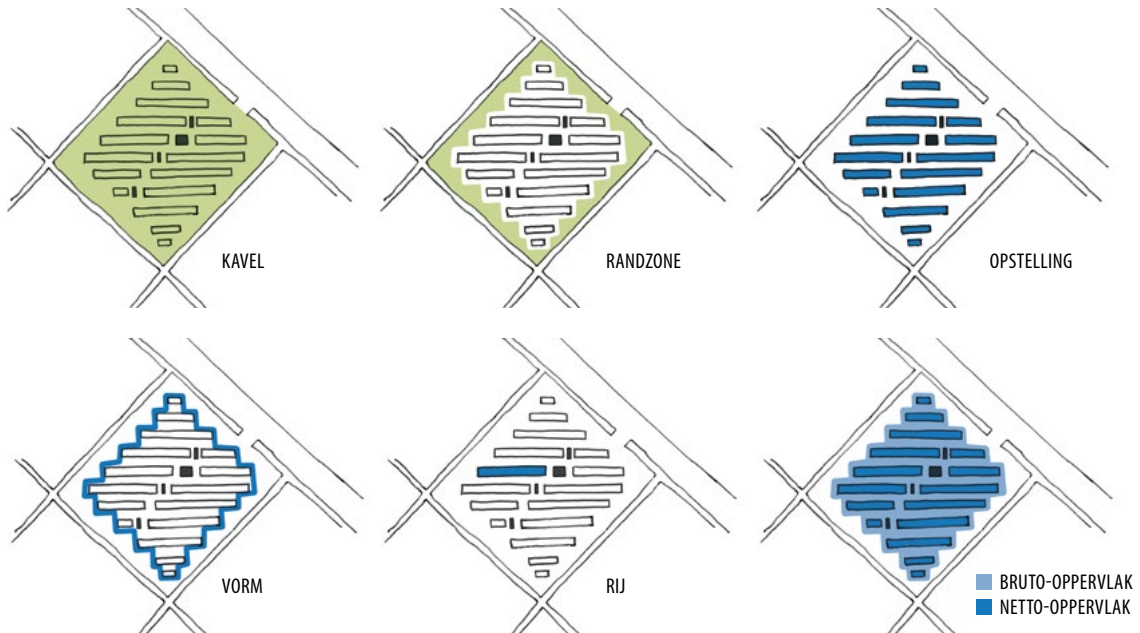 KAVEL
RANDZONE
OPSTELLING
VORM
RIJ
BRUTO-OPPERVLAK
NETTO-OPPERVLAK